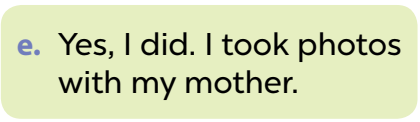 e. Yes, I did. I took photos
with my mother.